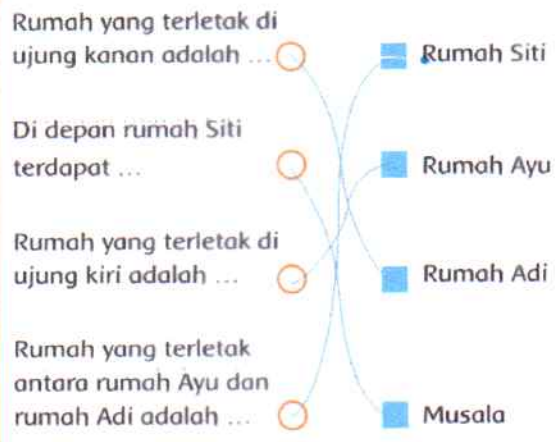 Rumah yang terletak di
ujung kanan adalah ...
Rumah Siti
Di depan rumah Siti
terdapat ...
Rumah Ayu
Rumah yang terletak di
ujung kiri adalah ...
Rumah Adi
Rumah yang terletak
antara rumah Ayu dan
rumah Adi adalah ...
Musala